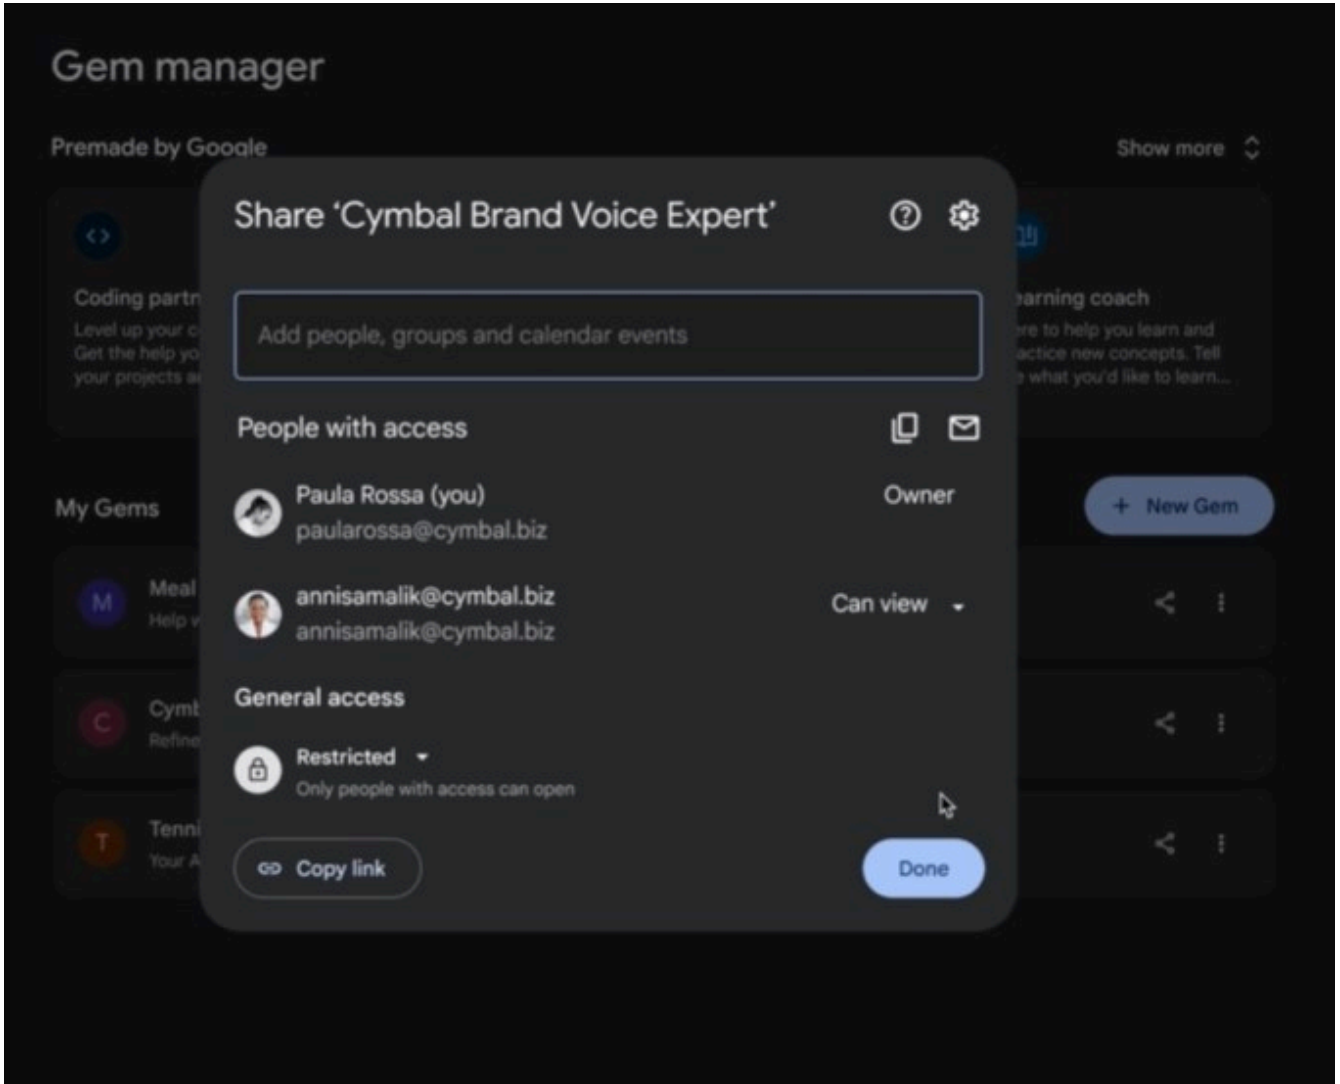 Gem manager
Premade by Google
Show more
Share ‘Cymbal Brand Voice Expert’
Coding partn
Level up your c
Get the help yo
your projects a
earning coach
ere to help you learn and
actice new concepts. Tell
e what you'd like to learn...
Add people, groups and calendar events
People with access
Paula Rossa (you)
paularossa@cymbal.biz
Owner
My Gems
+ New Gem
M
Meal
Help w
annisamalik@cymbal.biz
annisamalik@cymbal.biz
Can view
General access
C
Cymb
Refine
Restricted
Only people with access can open
T
Tenni
Your A
Copy link
Done